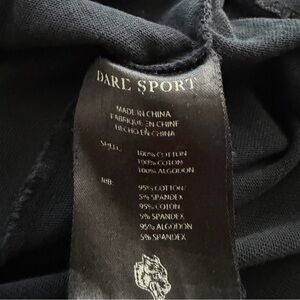 DARE SPORT
MADE IN CHINA
FABRIQUE EN CHINE
HECHO EN CHINA
SHELL:
100% COTTON
100% COTON
100% ALGODON
RIB:
95% COTTON
5% SPANDEX
95% COTON
5% SPANDEX
95% ALGODON
5% SPANDEX